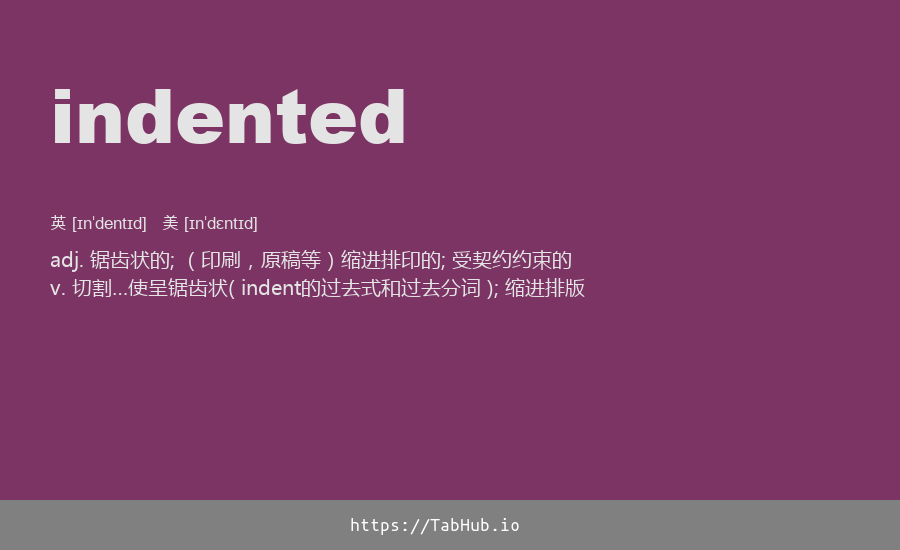 indented
英 [ɪn'dentɪd] 美 [ɪn'dɛntɪd]
adj. 锯齿状的; （印刷，原稿等）缩进排印的; 受契约约束的
v. 切割…使呈锯齿状( indent的过去式和过去分词 ); 缩进排版
https://TabHub.io